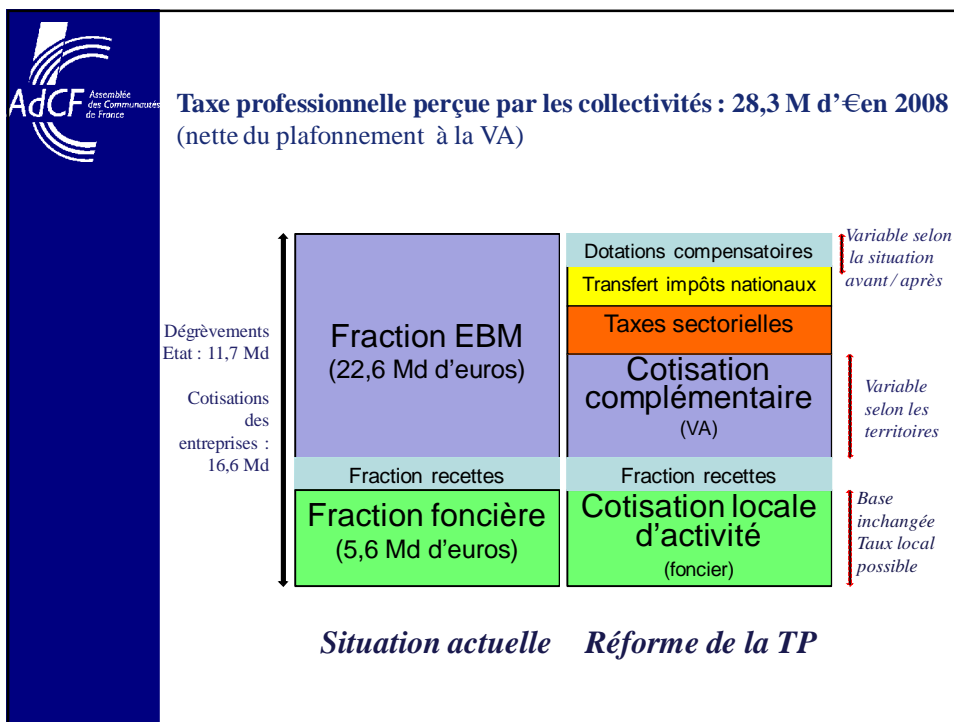 AdCF
Assemblée
des Communautés
de France
Taxe professionnelle perçue par les collectivités : 28,3 M d'€en 2008
(nette du plafonnement à la VA)
Dégrèvements
Etat : 11,7 Md
Cotisations
des
entreprises :
16,6 Md
Fraction EBM
(22,6 Md d'euros)
Fraction recettes
Fraction foncière
(5,6 Md d'euros)
Dotations compensatoires
Transfert impôts nationaux
Taxes sectorielles
Cotisation
complémentaire
(VA)
Fraction recettes
Cotisation locale
d'activité
(foncier)
Variable selon
la situation
avant / après
Variable
selon les
territoires
Base
inchangée
Taux local
possible
Situation actuelle
Réforme de la TP